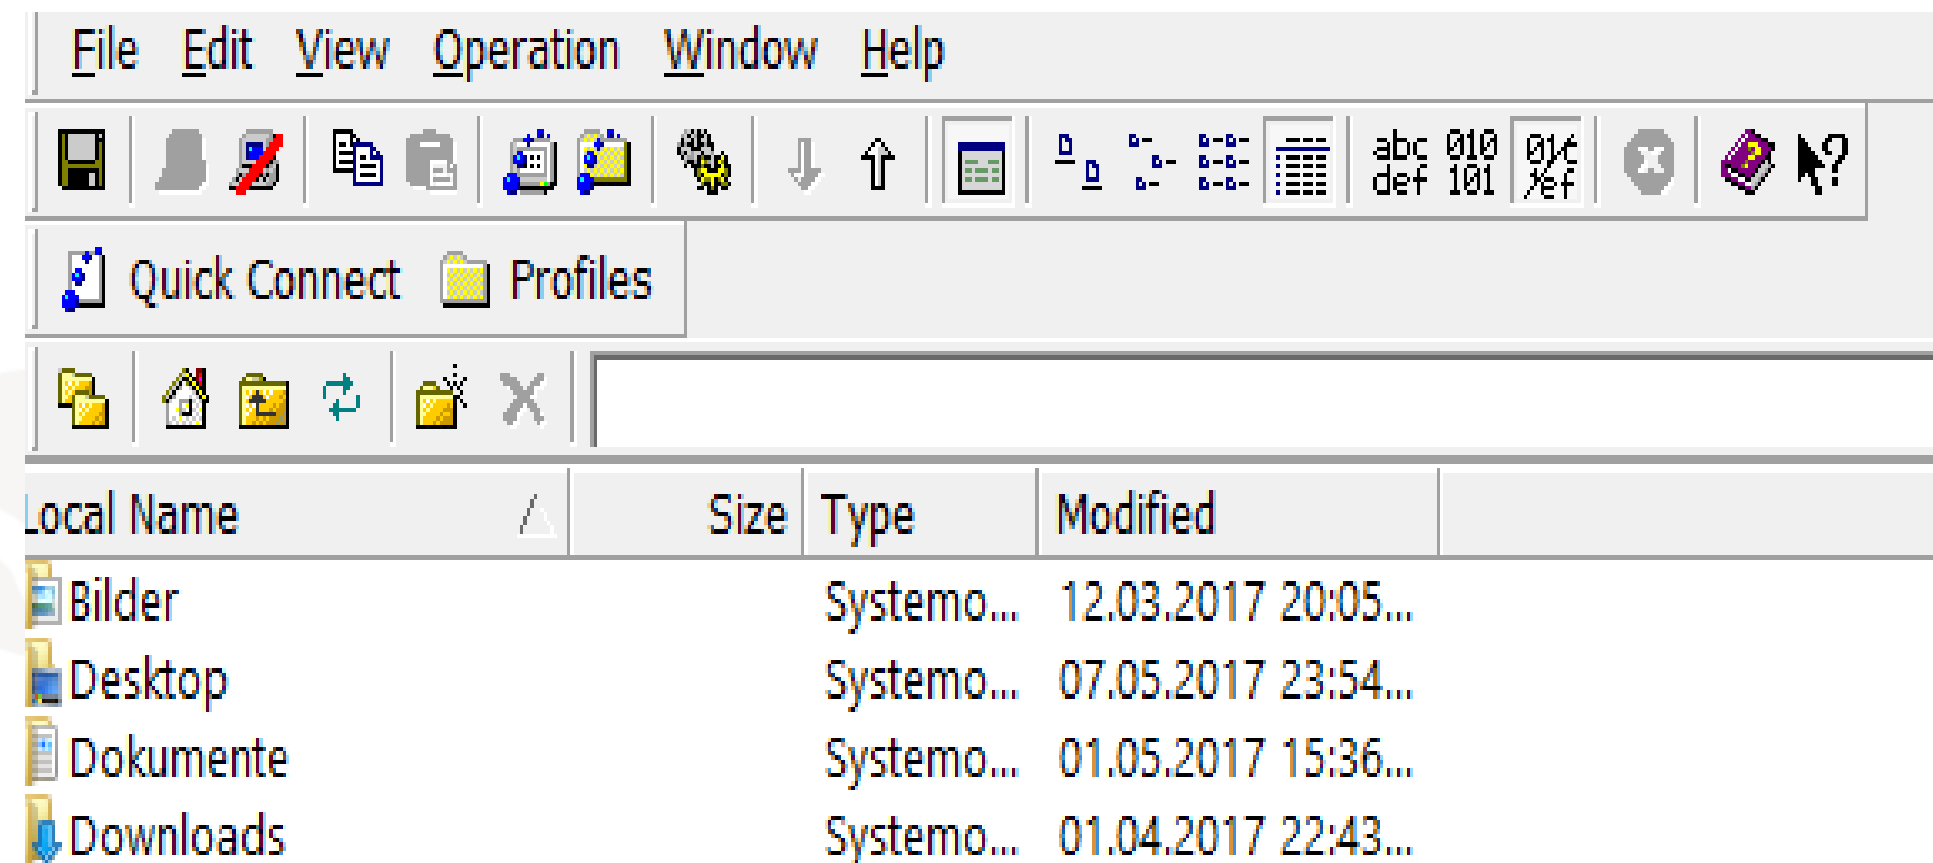 File Edit View Operation Window Help
abc 010
def 101
Quick Connect Profiles
Local Name Size Type Modified
Bilder Systemo... 12.03.2017 20:05...
Desktop Systemo... 07.05.2017 23:54...
Dokumente Systemo... 01.05.2017 15:36...
Downloads Systemo... 01.04.2017 22:43...